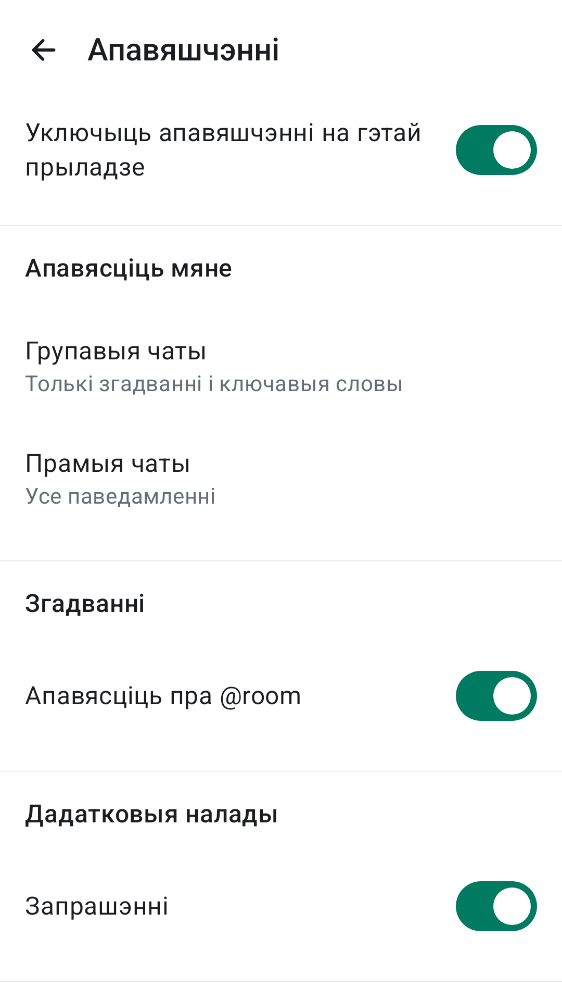 Апавяшчэнні
Уключыць апавяшчэнні на гэтай
прыладзе
Апавясціць мяне
Групавыя чаты
Толькі згадванні і ключавыя словы
Прамыя чаты
Усе паведамленні
Згадванні
Апавясціць пра @room
Дадатковыя налады
Запрашэнні